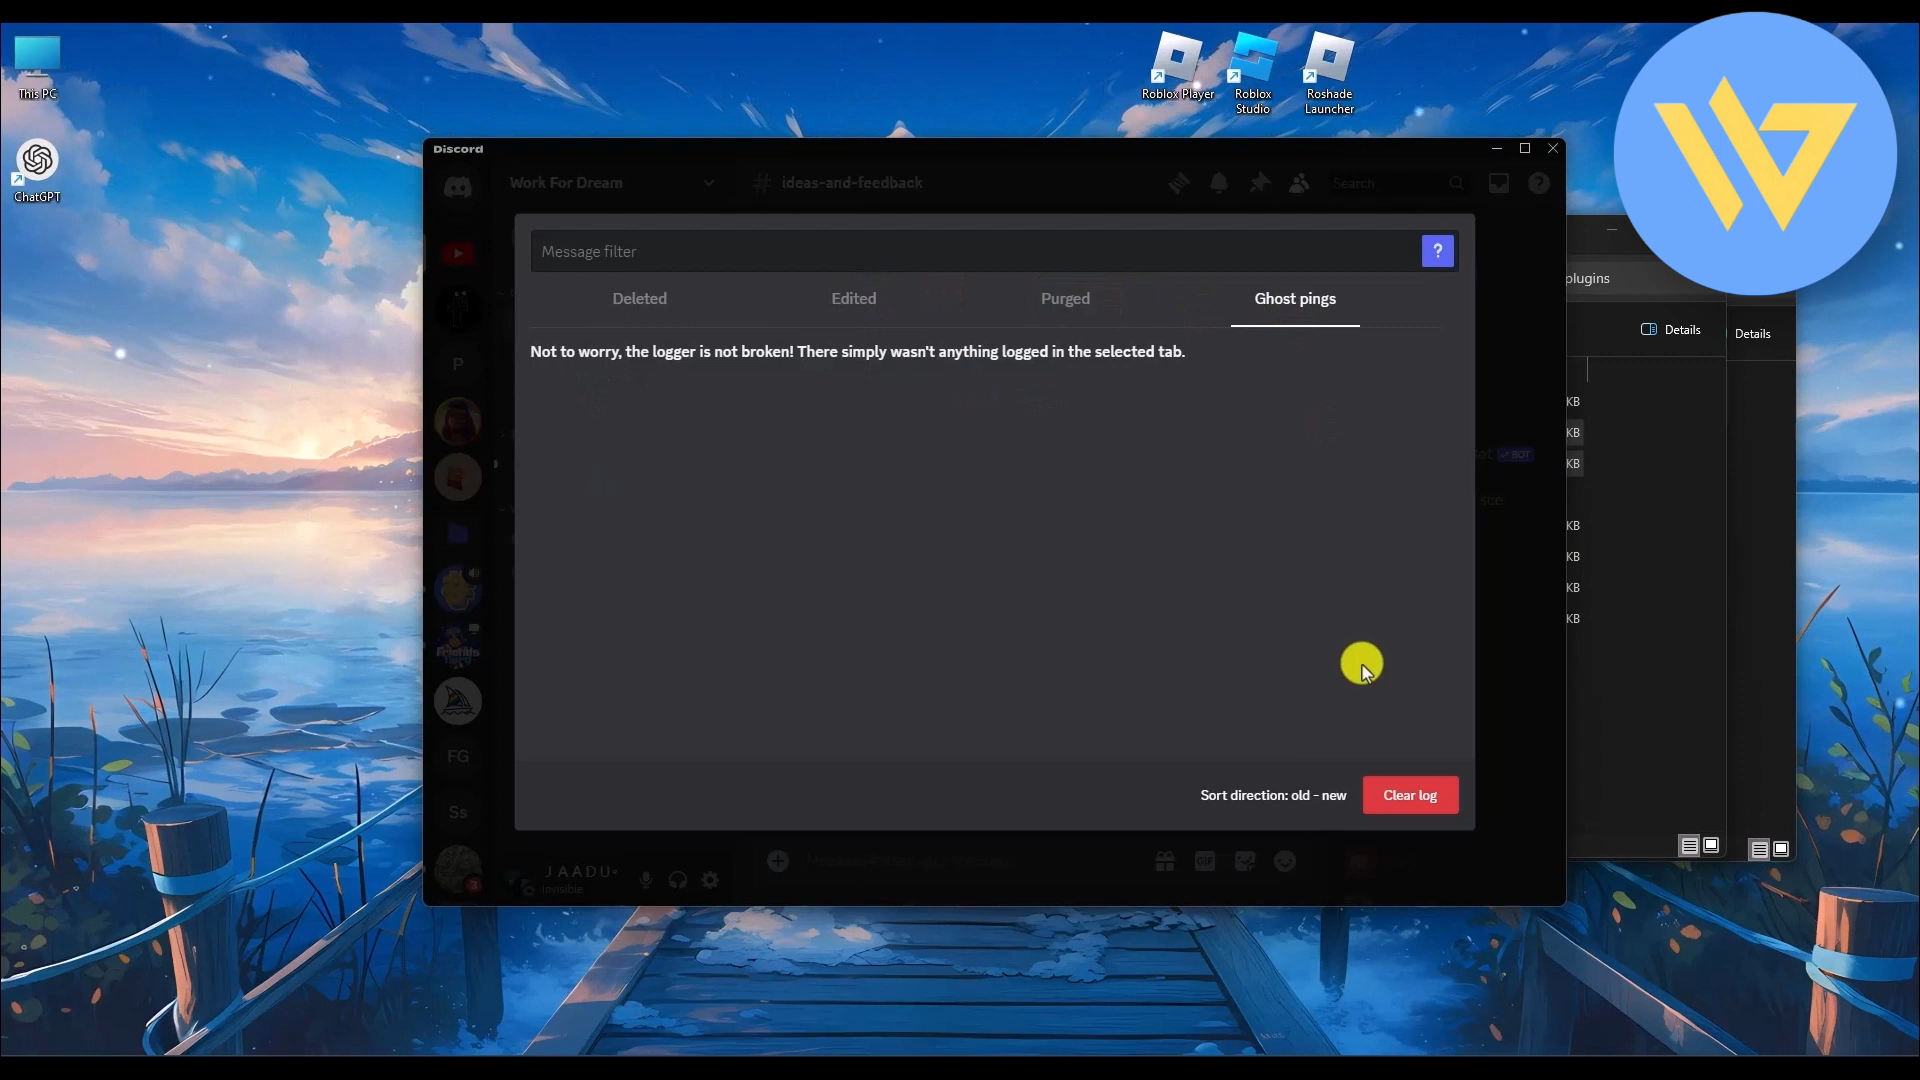 This PC
ChatGPT
Roblox Player
Roblox
Studio
Roshade
Launcher
Discord
Work For Dream
# ideas-and-feedback
Search
?
Message filter
?
Deleted
Edited
Purged
Ghost pings
Not to worry, the logger is not broken! There simply wasn't anything logged in the selected tab.
Sort direction: old - new
Clear log
P
FG
Ss
3
BOT
JAADU
Invisible
GIF
plugins
Details
Details
KB
KB
KB
KB
KB
KB
KB